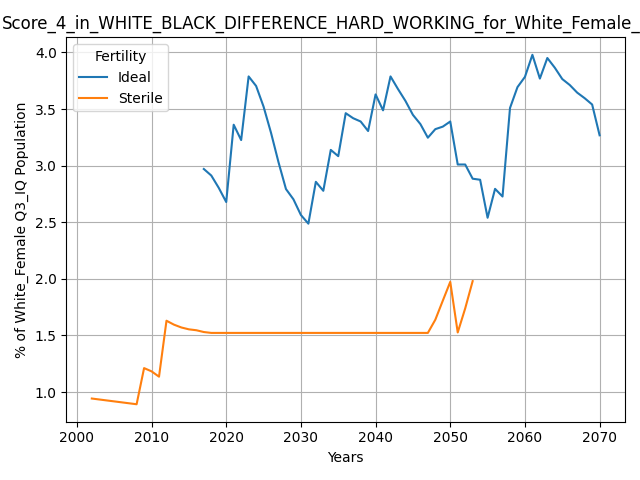 Score_4_in_WHITE_BLACK_DIFFERENCE_HARD_WORKING_for_White_Female_
Fertility
Ideal
Sterile
% of White_Female Q3_IQ Population
4.0
3.5
3.0
2.5
2.0
1.5
1.0
2000 2010 2020 2030 2040 2050 2060 2070
Years